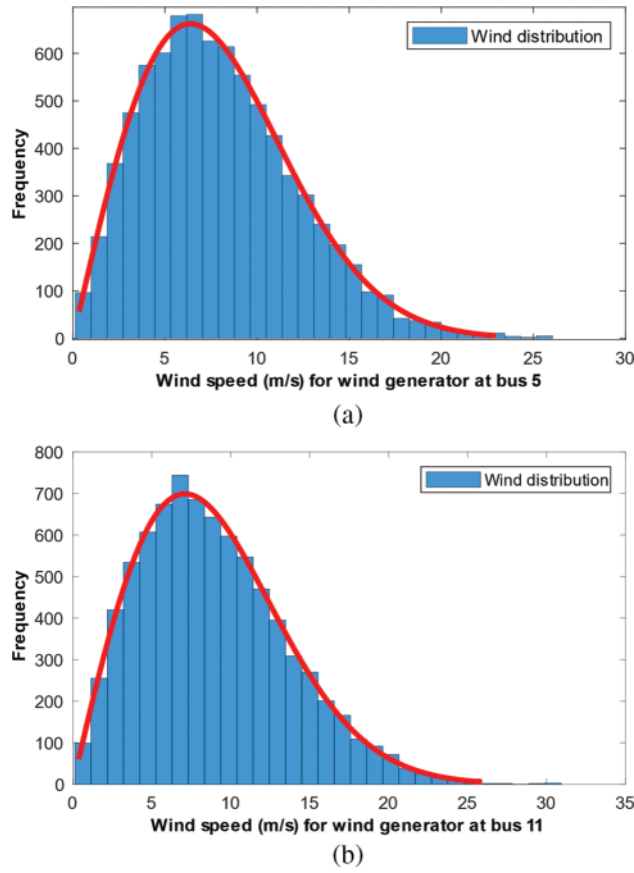 600
500
400
300
200
100
0
Frequency
Wind distribution
0 5 10 15 20 25 30
Wind speed (m/s) for wind generator at bus 5
(a)
800
700
600
500
400
300
200
100
0
Frequency
Wind distribution
0 5 10 15 20 25 30 35
Wind speed (m/s) for wind generator at bus 11
(b)